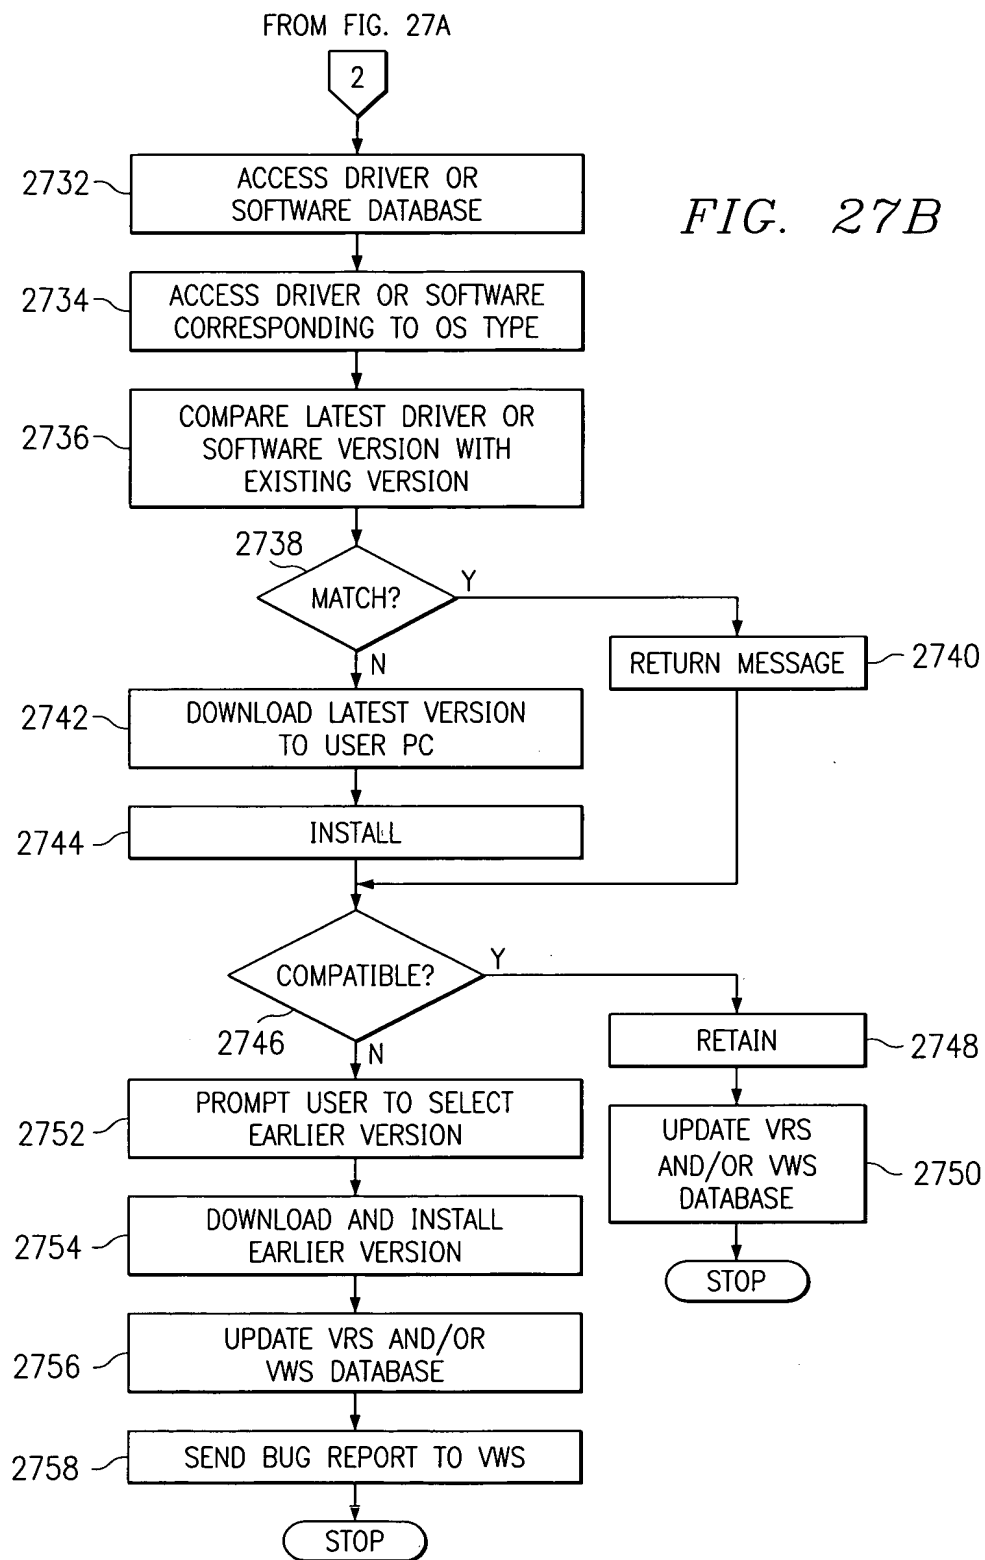 FROM FIG. 27A
2
2732
ACCESS DRIVER OR
SOFTWARE DATABASE
FIG. 27B
2734
ACCESS DRIVER OR SOFTWARE
CORRESPONDING TO OS TYPE
2736
COMPARE LATEST DRIVER OR
SOFTWARE VERSION WITH
EXISTING VERSION
2738
MATCH?
Y
N
RETURN MESSAGE
2740
2742
DOWNLOAD LATEST VERSION
TO USER PC
2744
INSTALL
COMPATIBLE?
Y
2746
N
RETAIN
2748
2752
PROMPT USER TO SELECT
EARLIER VERSION
UPDATE VRS
AND/OR VWS
DATABASE
2750
2754
DOWNLOAD AND INSTALL
EARLIER VERSION
STOP
2756
UPDATE VRS AND/OR
VWS DATABASE
2758
SEND BUG REPORT TO VWS
STOP